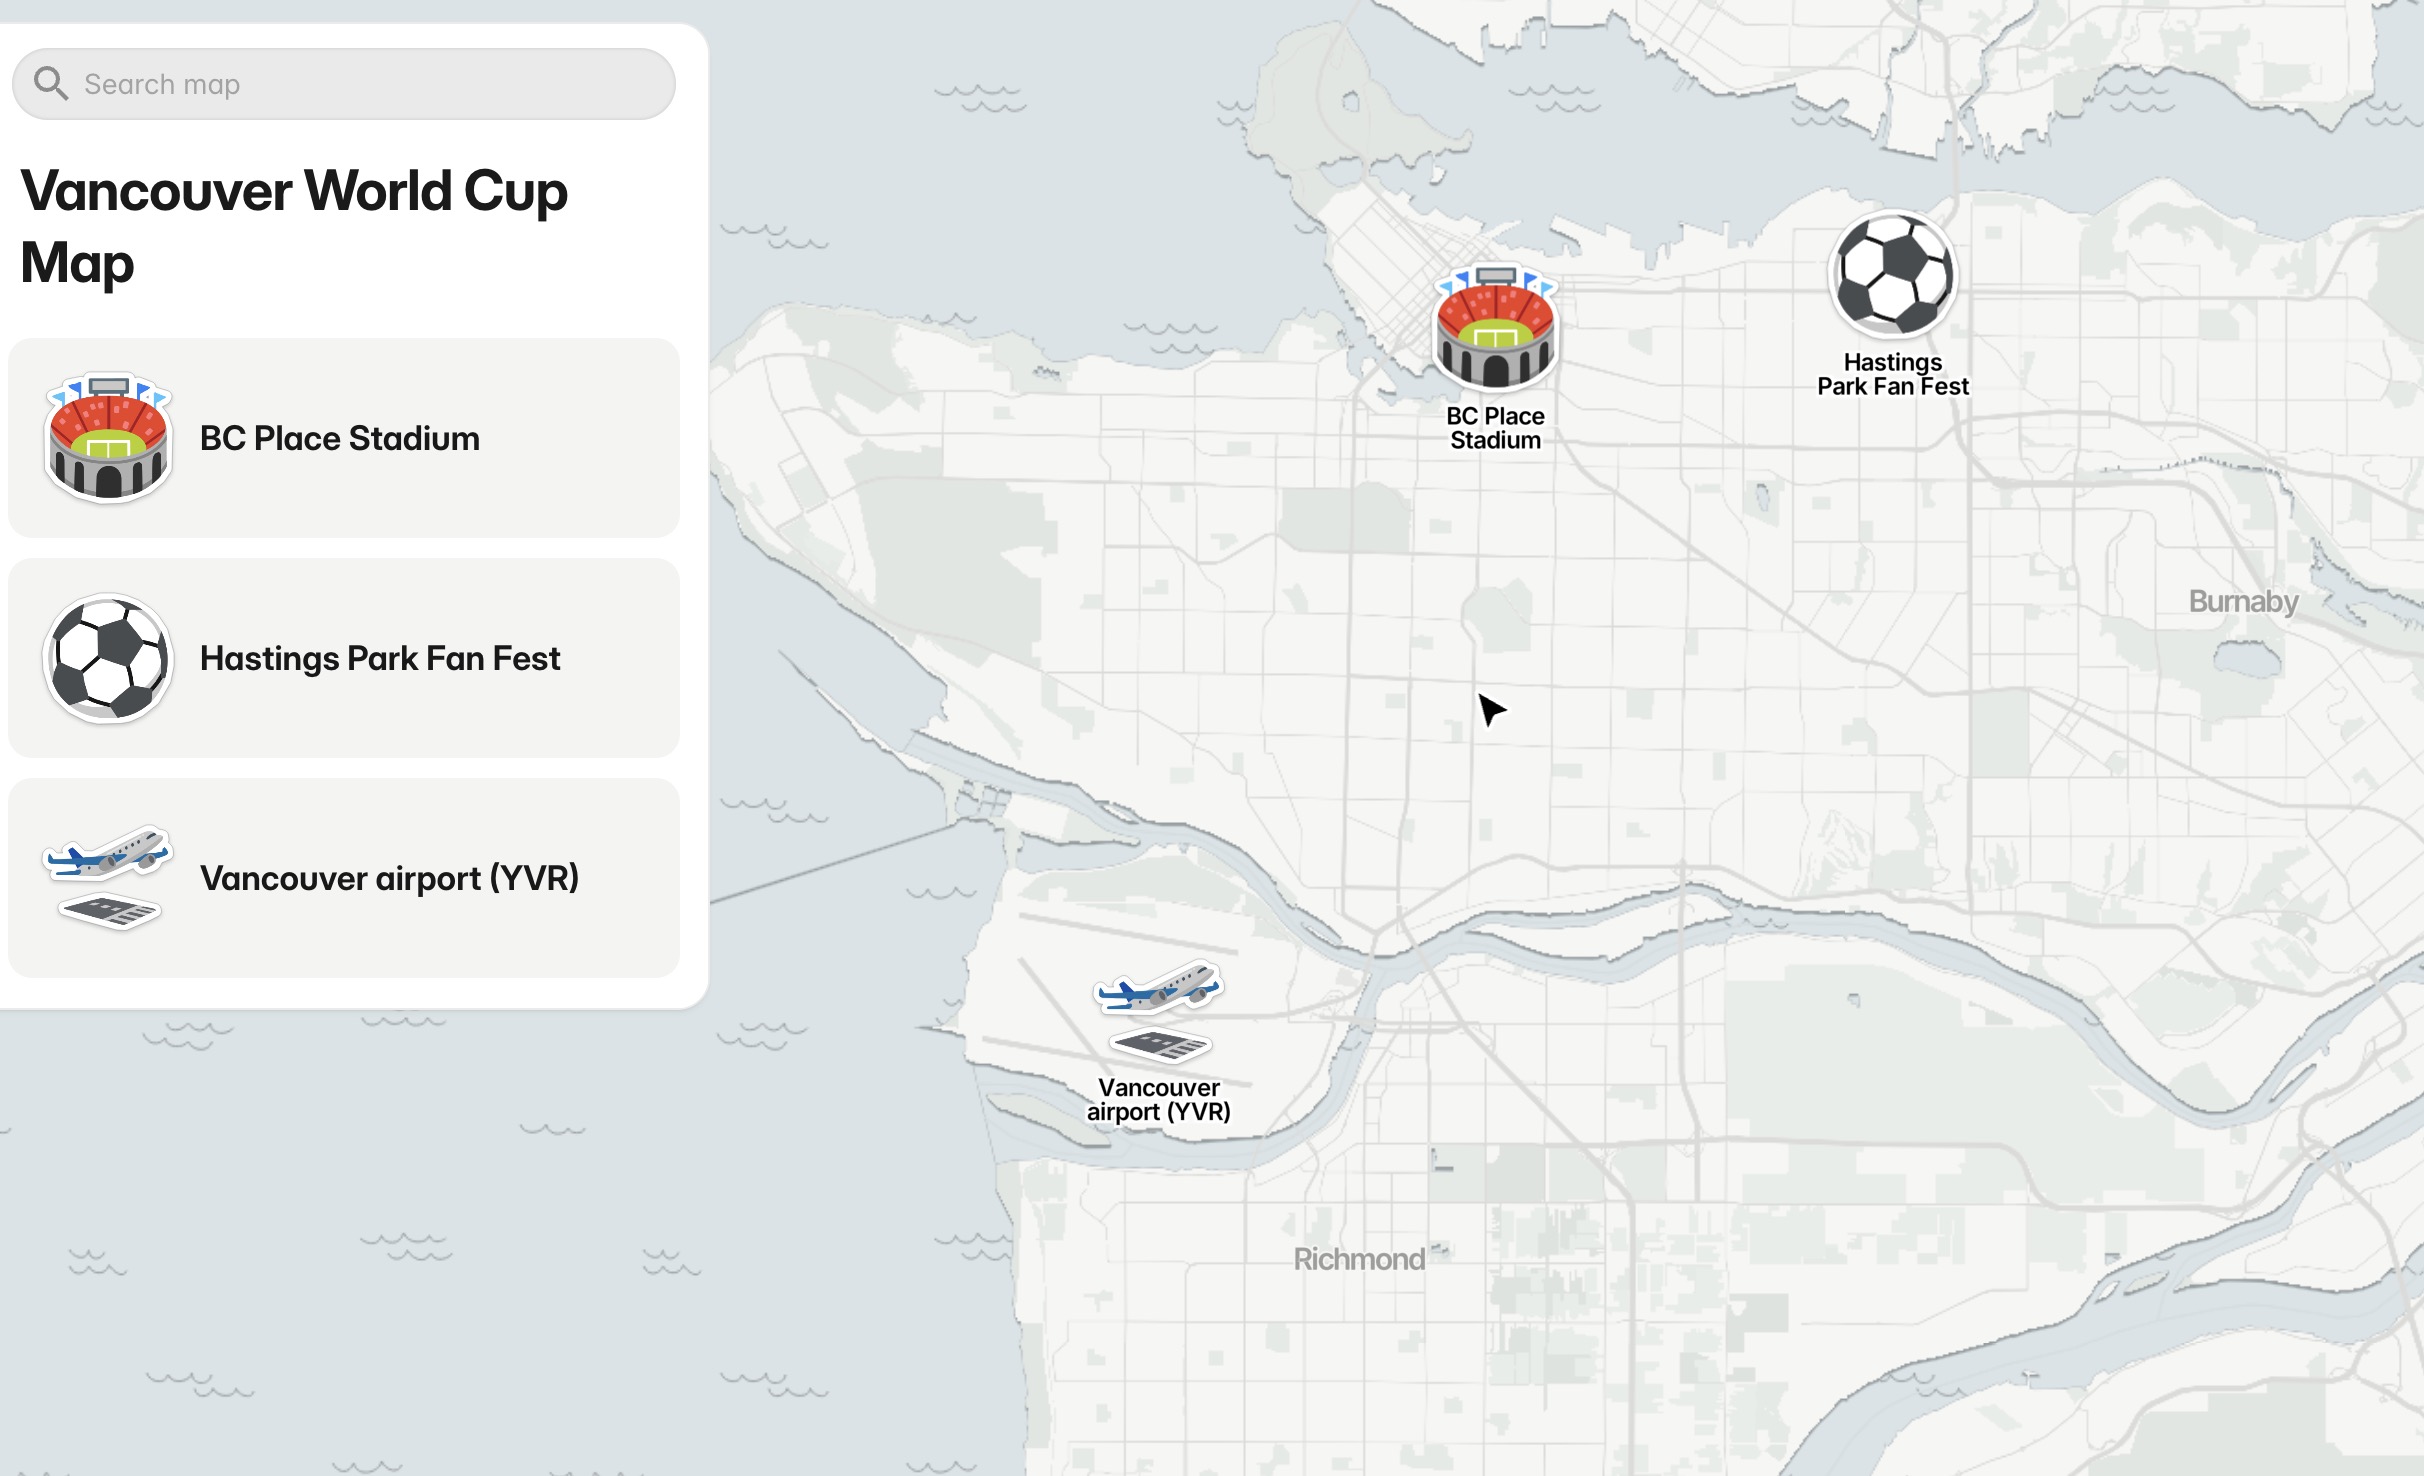 Search map
Vancouver World Cup
Map
BC Place Stadium
Hastings Park Fan Fest
Vancouver airport (YVR)
Hastings
Park Fan Fest
BC Place
Stadium
Burnaby
Vancouver
airport (YVR)
Richmond